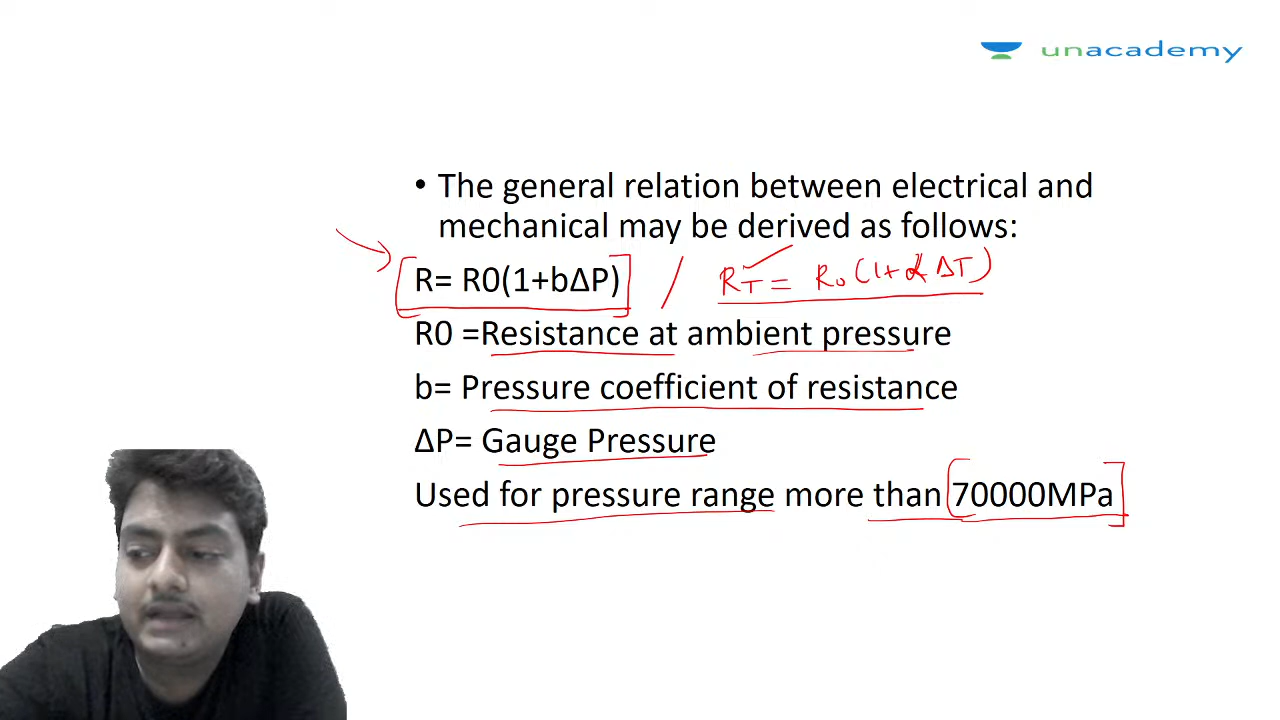 unacademy
• The general relation between electrical and
mechanical may be derived as follows:
R= R0(1+bΔP) / RT = R0(1+αΔT)
R0 =Resistance at ambient pressure
b= Pressure coefficient of resistance
ΔP= Gauge Pressure
Used for pressure range more than 70000MPa